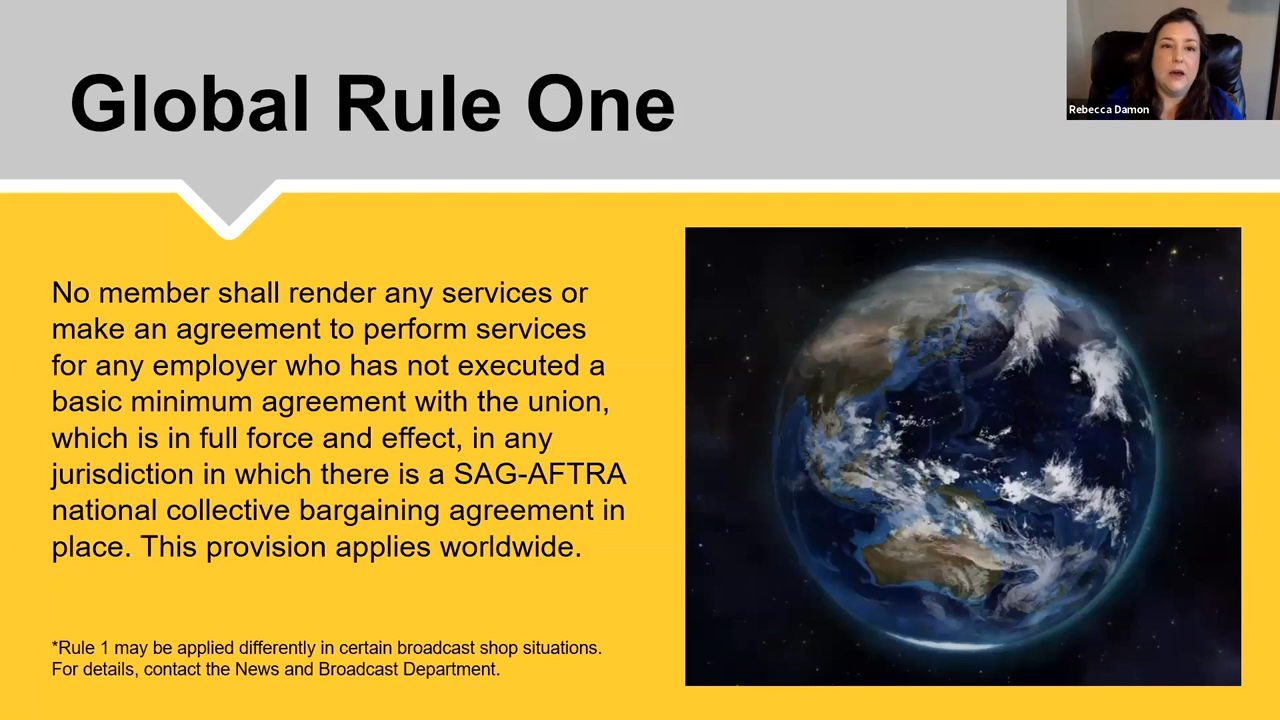 Global Rule One
Rebecca Damon
No member shall render any services or
make an agreement to perform services
for any employer who has not executed a
basic minimum agreement with the union,
which is in full force and effect, in any
jurisdiction in which there is a SAG-AFTRA
national collective bargaining agreement in
place. This provision applies worldwide.
*Rule 1 may be applied differently in certain broadcast shop situations.
For details, contact the News and Broadcast Department.